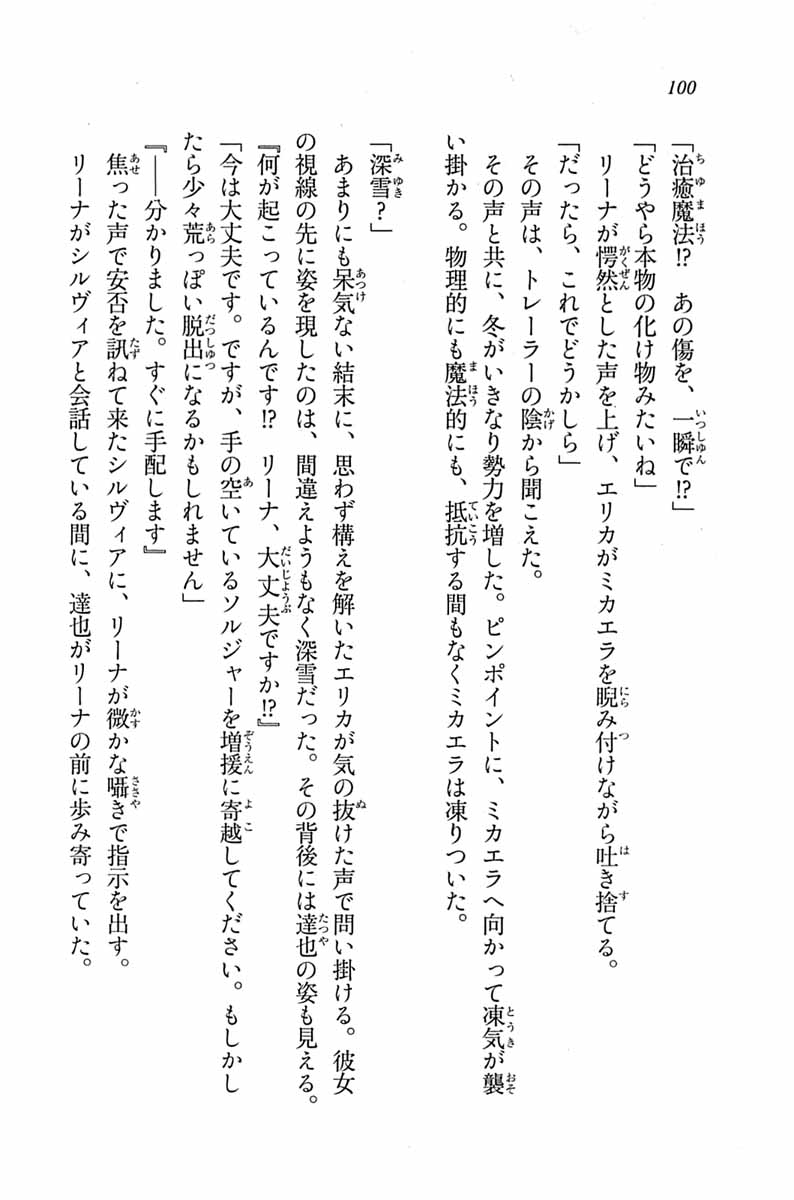 100
「治癒魔法!?　あの傷を、一瞬で!?」
「どうやら本物の化け物みたいね」
　リーナが愕然とした声を上げ、エリカがミカエラを睨み付けながら吐き捨てる。
「だったら、これでどうかしら」
　その声は、トレーラーの陰から聞こえた。
　その声と共に、冬がいきなり勢力を増した。ピンポイントに、ミカエラへ向かって凍気が襲
い掛かる。物理的にも魔法的にも、抵抗する間もなくミカエラは凍りついた。
「深雪？」
　あまりにも呆気ない結末に、思わず構えを解いたエリカが気の抜けた声で問い掛ける。彼女
の視線の先に姿を現したのは、間違えようもなく深雪だった。その背後には達也の姿も見える。
『何が起こっているんです!?　リーナ、大丈夫ですか!?』
「今は大丈夫です。ですが、手の空いているソルジャーを増援に寄越してください。もしかし
たら少々荒っぽい脱出になるかもしれません」
『――分かりました。すぐに手配します』
　焦った声で安否を訊ねて来たシルヴィアに、リーナが微かな囁きで指示を出す。
　リーナがシルヴィアと会話している間に、達也がリーナの前に歩み寄っていた。